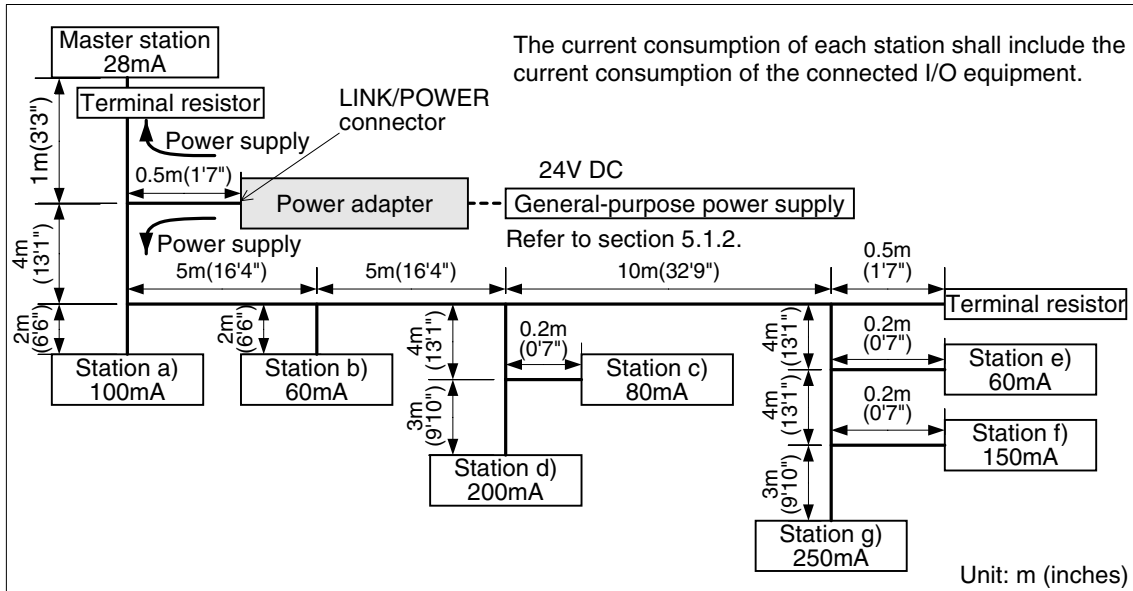 Master station
28mA
The current consumption of each station shall include the
current consumption of the connected I/O equipment.
Terminal resistor
LINK/POWER
connector
1m(3'3")
Power supply
0.5m(1'7")
24V DC
Power adapter
General-purpose power supply
Power supply
Refer to section 5.1.2.
4m
(13'1")
5m(16'4")
5m(16'4")
10m(32'9")
0.5m
(1'7")
Terminal resistor
2m
(6'6")
2m
(6'6")
4m
(13'1")
0.2m
(0'7")
4m
(13'1")
0.2m
(0'7")
Station a)
100mA
Station b)
60mA
Station c)
80mA
Station e)
60mA
3m
(9'10")
4m
(13'1")
0.2m
(0'7")
Station d)
200mA
Station f)
150mA
3m
(9'10")
Station g)
250mA
Unit: m (inches)